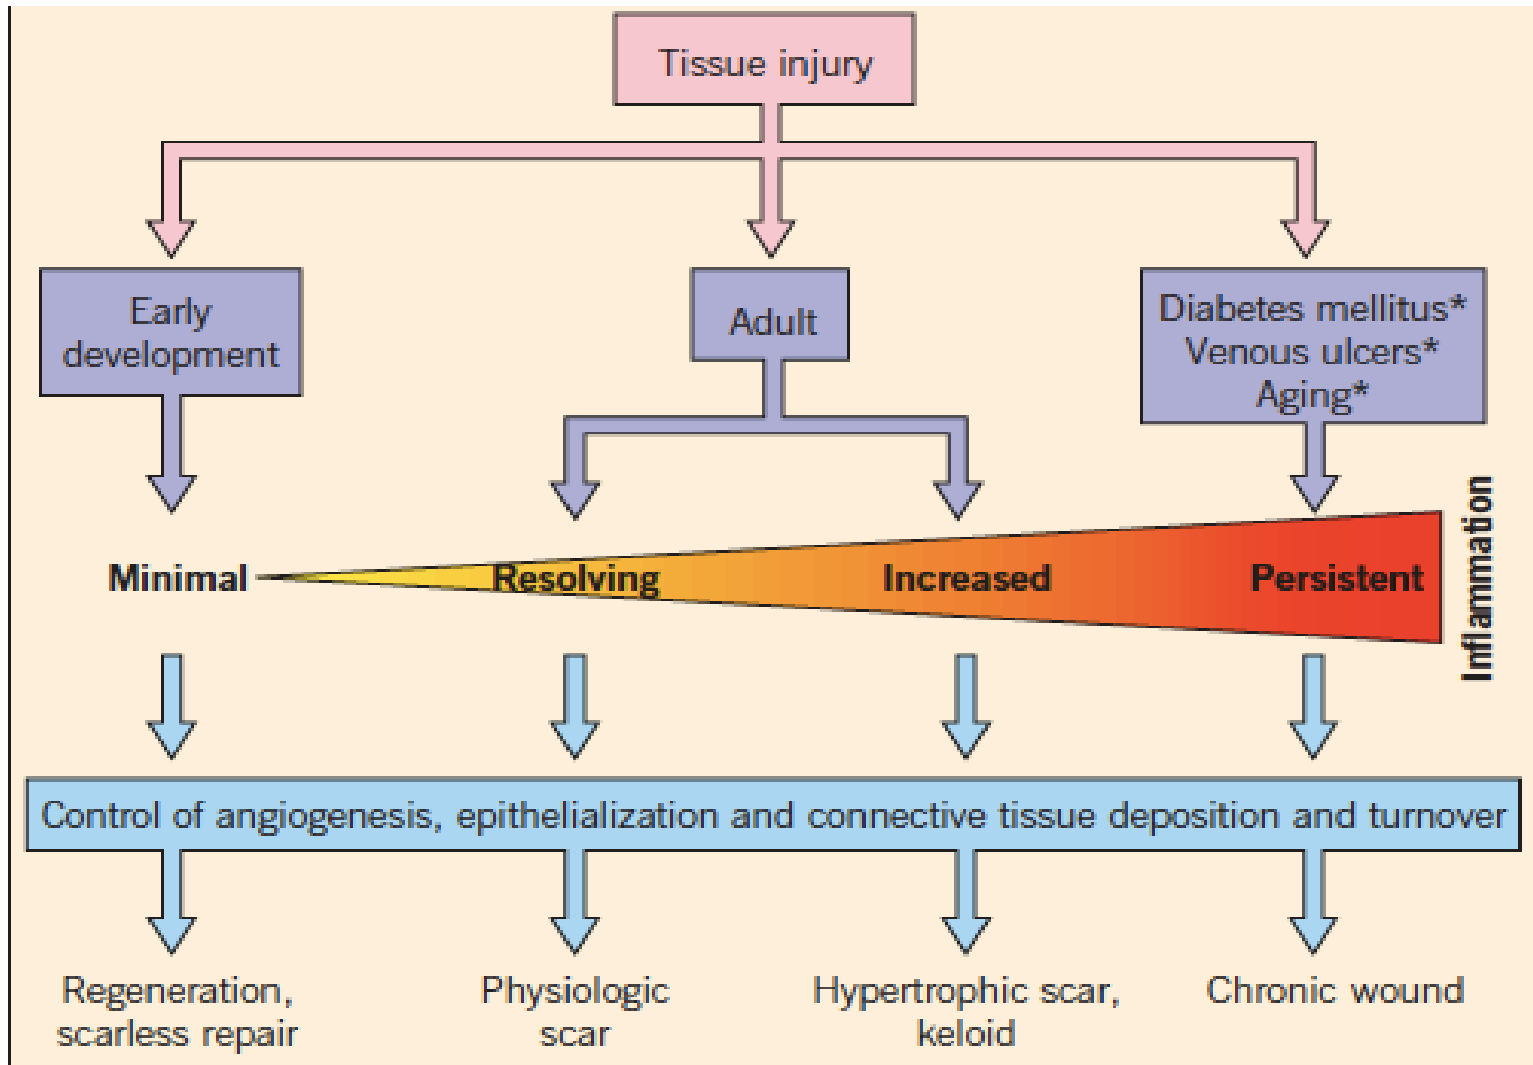 Tissue injury
Early
development
Adult
Diabetes mellitus*
Venous ulcers*
Aging*
Minimal
Resolving
Increased
Persistent
Inflammation
Control of angiogenesis, epithelialization and connective tissue deposition and turnover
Regeneration,
scarless repair
Physiologic
scar
Hypertrophic scar,
keloid
Chronic wound